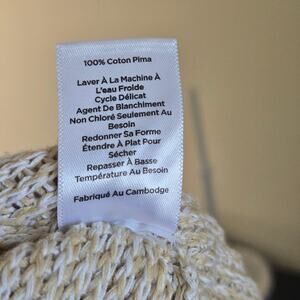 100% Coton Pima
Laver À La Machine À
L'eau Froide
Cycle Délicat
Agent De Blanchiment
Non Chloré Seulement Au
Besoin
Redonner Sa Forme
Étendre À Plat Pour
Sécher
Repasser À Basse
Température Au Besoin
Fabriqué Au Cambodge